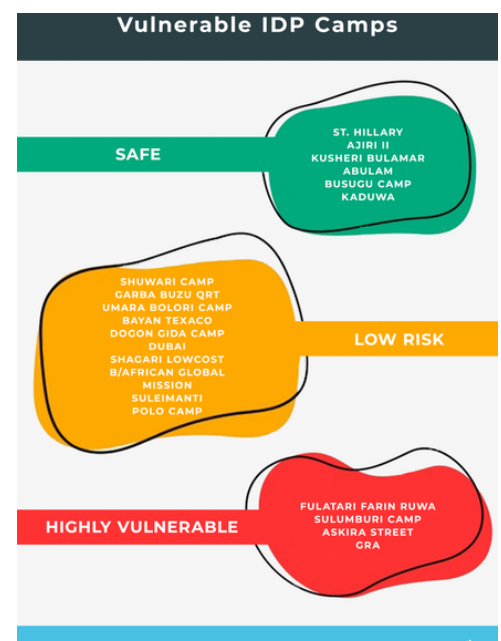 Vulnerable IDP Camps
SAFE
ST. HILLARY
AJIRI II
KUSHERI BULAMAR
ABULAM
BUSUGU CAMP
KADUWA
SHUWARI CAMP
GARBA BUZU QRT
UMARA BOLORI CAMP
BAYAN TEXACO
DOGON GIDA CAMP
DUBAI
SHAGARI LOWCOST
B/AFRICAN GLOBAL
MISSION
SULEIMANTI
POLO CAMP
LOW RISK
HIGHLY VULNERABLE
FULATARI FARIN RUWA
SULUMBURI CAMP
ASKIRA STREET
GRA